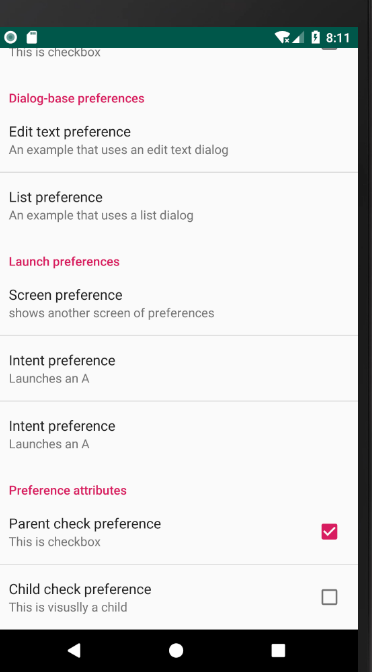 8:11
This is checkbox
Dialog-base preferences
Edit text preference
An example that uses an edit text dialog
List preference
An example that uses a list dialog
Launch preferences
Screen preference
shows another screen of preferences
Intent preference
Launches an A
Intent preference
Launches an A
Preference attributes
Parent check preference
This is checkbox
Child check preference
This is visuslly a child